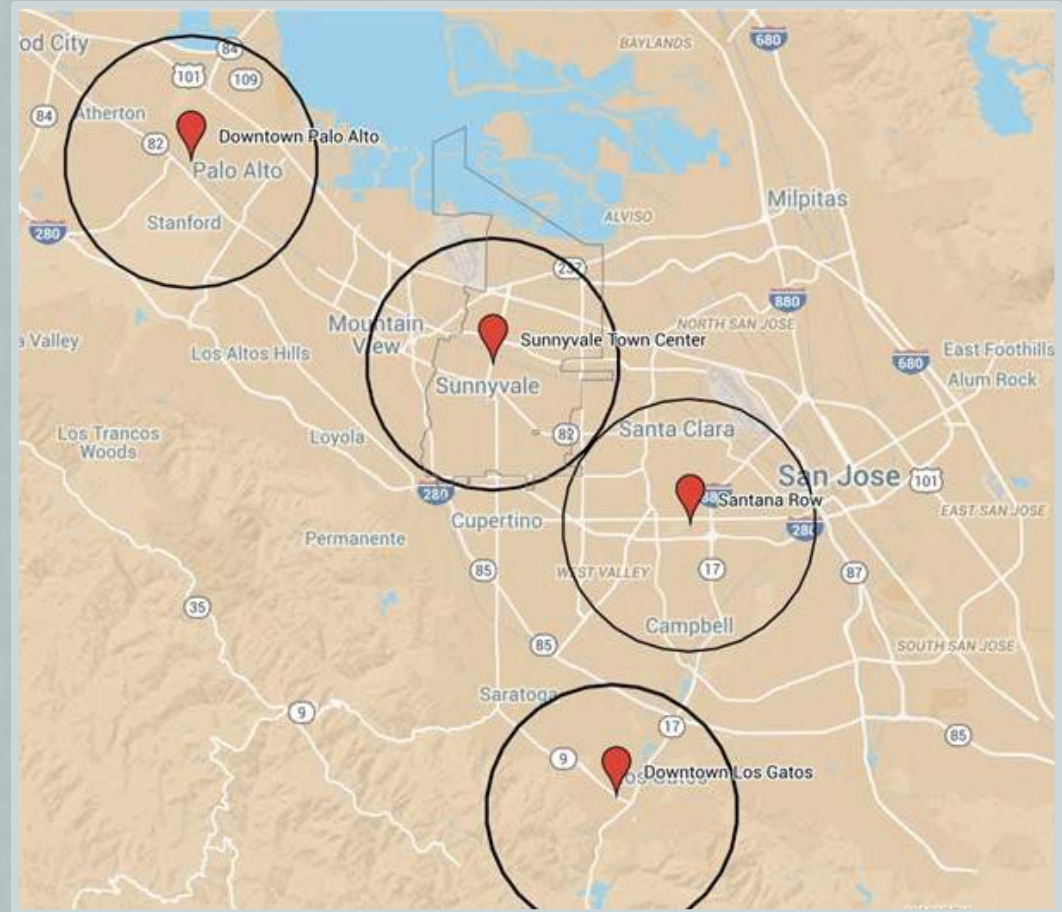 od City
84
101
109
84
Atherton
82
Downtown Palo Alto
Palo Alto
Stanford
280
BAYLANDS
680
Milpitas
ALVISO
237
880
Mountain
View
Sunnyvale Town Center
NORTH SAN JOSE
a Valley
Los Altos Hills
680
East Foothills
Alum Rock
Sunnyvale
Los Trancos
Woods
Loyola
82
Santa Clara
San Jose
101
280
Santana Row
EAST SAN JOSE
Cupertino
280
Permanente
85
WEST VALLEY
17
87
35
Campbell
85
SOUTH SAN JOSE
Saratoga
9
17
85
9
Downtown Los Gatos